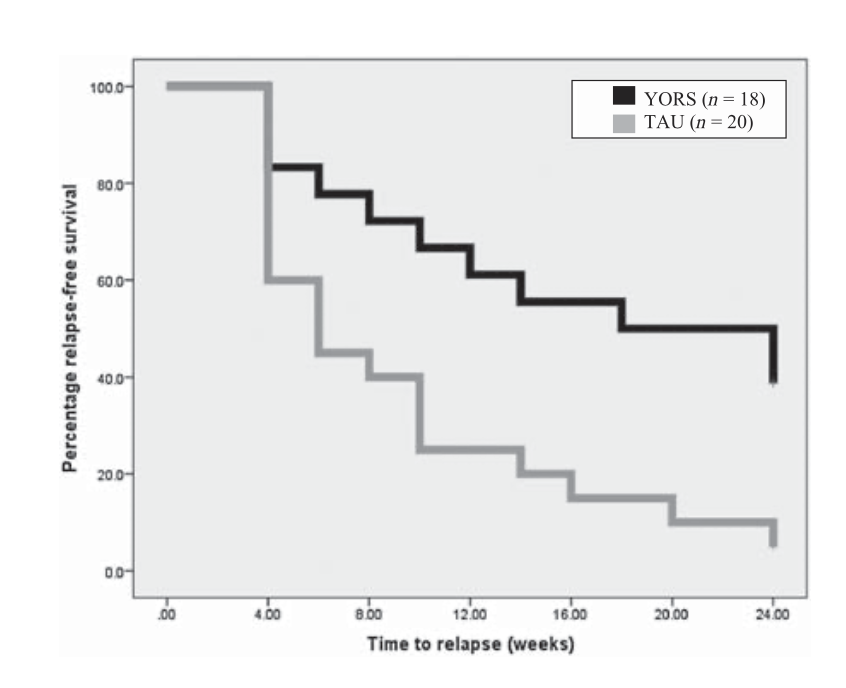 YORS (n = 18)
TAU (n = 20)
Percentage relapse-free survival
100.0
80.0
60.0
40.0
20.0
0.0
.00 4.00 8.00 12.00 16.00 20.00 24.00
Time to relapse (weeks)